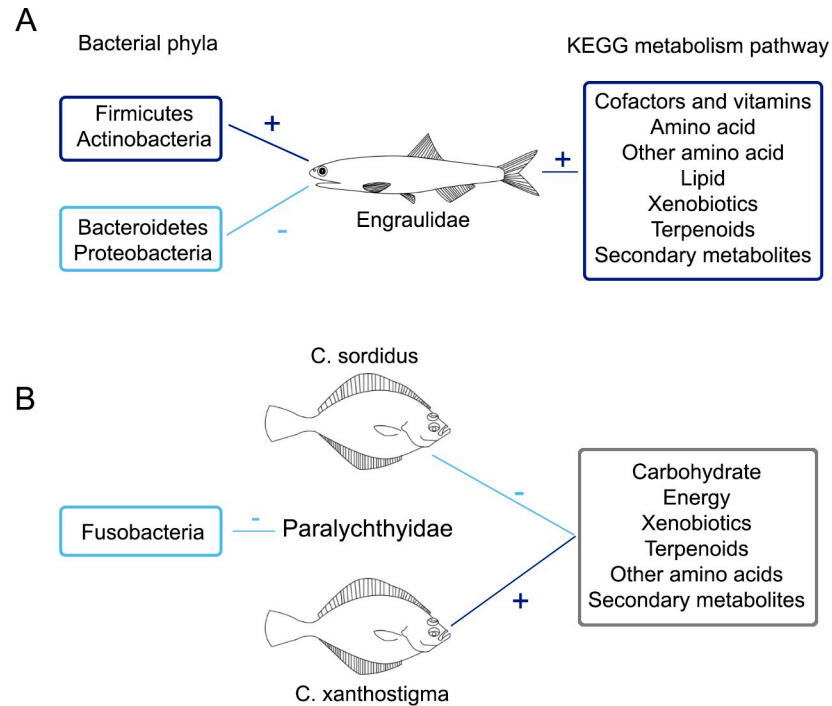 A
Bacterial phyla
KEGG metabolism pathway
Firmicutes
Actinobacteria
+
Bacteroidetes
Proteobacteria
-
Engraulidae
+
Cofactors and vitamins
Amino acid
Other amino acid
Lipid
Xenobiotics
Terpenoids
Secondary metabolites
B
C. sordidus
Fusobacteria
-
Paralychthyidae
C. xanthostigma
-
+
Carbohydrate
Energy
Xenobiotics
Terpenoids
Other amino acids
Secondary metabolites